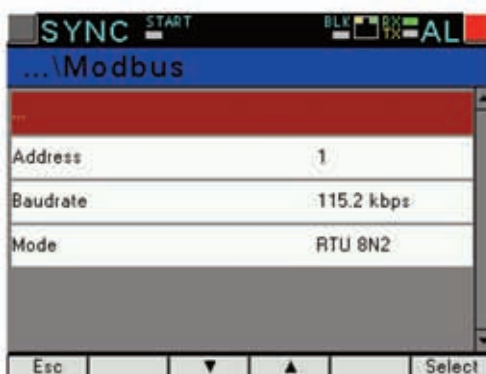 SYNC START BLK RX TX AL
...\Modbus
...
Address 1
Baudrate 115.2 kbps
Mode RTU 8N2
Esc ▼ ▲ Select